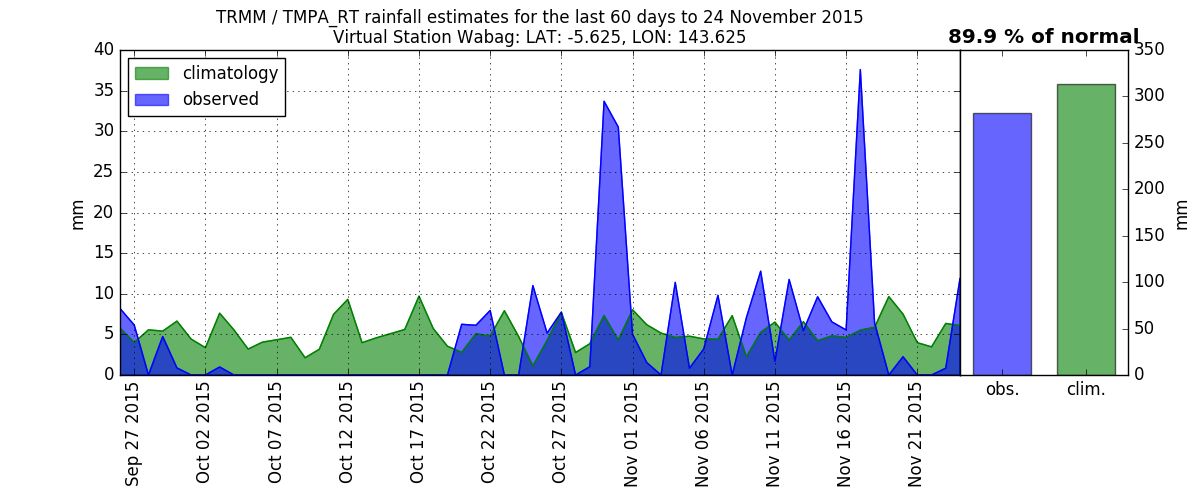 TRMM / TMPA_RT rainfall estimates for the last 60 days to 24 November 2015
Virtual Station Wabag: LAT: -5.625, LON: 143.625
89.9 % of normal
climatology
observed
40
35
30
25
20
15
10
5
0
mm
Sep 27 2015
Oct 02 2015
Oct 07 2015
Oct 12 2015
Oct 17 2015
Oct 22 2015
Oct 27 2015
Nov 01 2015
Nov 06 2015
Nov 11 2015
Nov 16 2015
Nov 21 2015
350
300
250
200
150
100
50
0
mm
obs.
clim.